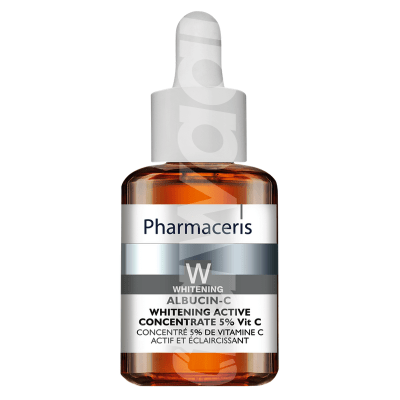 Pharmaceris
W
WHITENING
ALBUCIN-C
WHITENING ACTIVE
CONCENTRATE 5% Vit C
CONCENTRÉ 5% DE VITAMINE C
ACTIF ET ÉCLAIRCISSANT